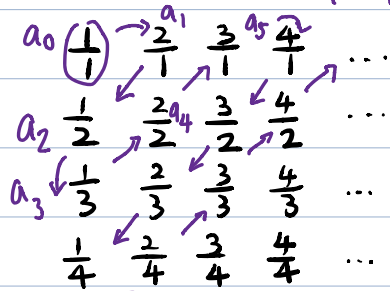 a₀ 1/1 a₁ 2/1 3/1 a₅ 4/1 ...
a₂ 1/2 2/2 a₄ 3/2 4/2 ...
a₃ 1/3 2/3 3/3 4/3 ...
1/4 2/4 3/4 4/4 ...